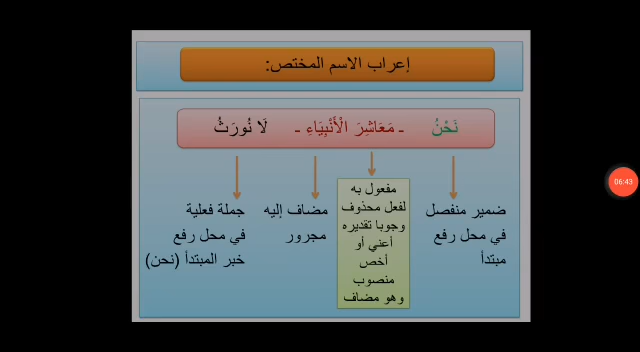 إعراب الاسم المختص:
نَحْنُ ـ مَعَاشِرَ الْأَنْبِيَاءِ ـ لَا نُورَثُ
ضمير منفصل
في محل رفع
مبتدأ
مفعول به
لفعل محذوف
وجوبا تقديره
أعني أو
أخص
منصوب
وهو مضاف
مضاف إليه
مجرور
جملة فعلية
في محل رفع
خبر المبتدأ (نحن)
06:43